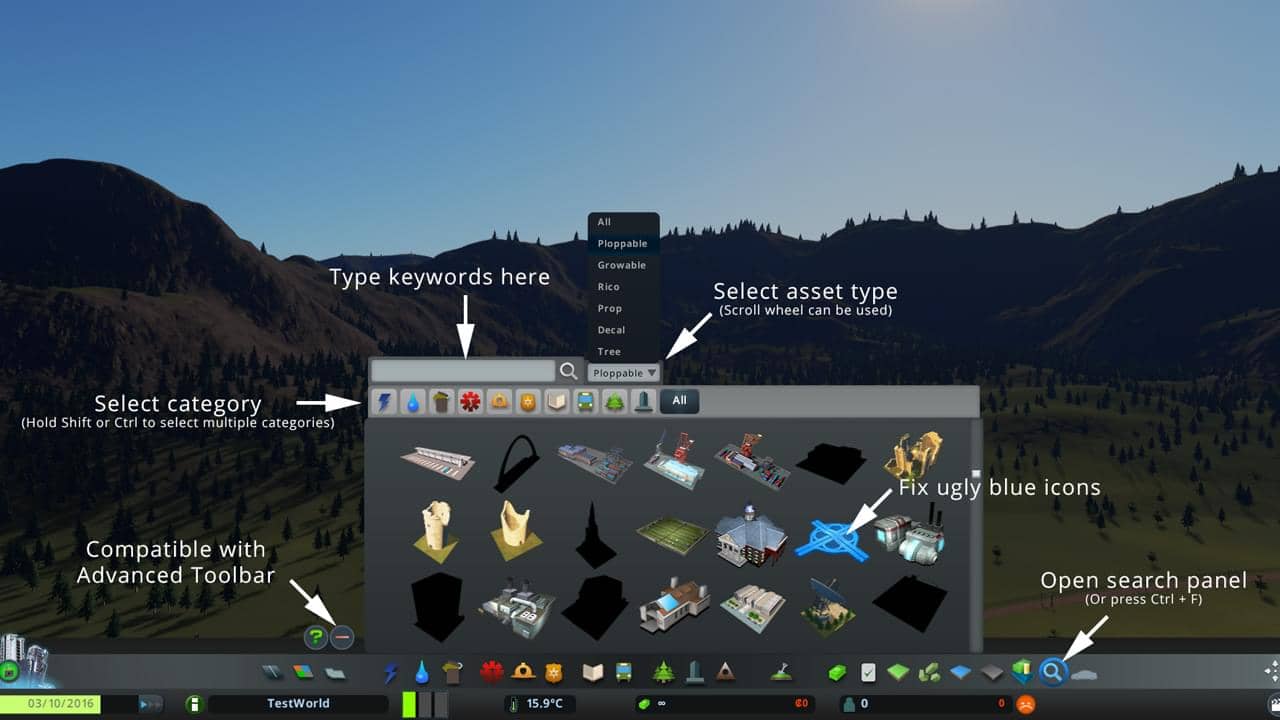 All
Ploppable
Growable
Rico
Prop
Decal
Tree
Type keywords here
Select asset type
(Scroll wheel can be used)
Ploppable
Select category
(Hold Shift or Ctrl to select multiple categories)
All
Fix ugly blue icons
Compatible with
Advanced Toolbar
Open search panel
(Or press Ctrl + F)
?
03/10/2016
TestWorld
15.9°C
∞
₡0
0
0